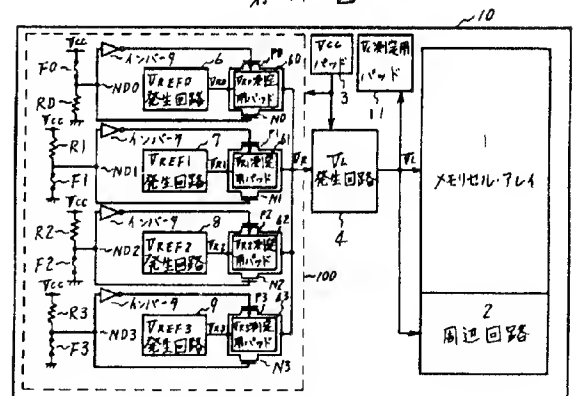 10
VCC
F0
R0
ND0
インバータ
6
VREF0
発生回路
VR0
P0
60
VR0測定
用パッド
N0
VCC
パッド
3
VL測定用
パッド
11
VCC
R1
F1
ND1
インバータ
7
VREF1
発生回路
VR1
P1
61
VR1測定
用パッド
N1
VR
VL
発生回路
4
VL
1
メモリセル・アレイ
VCC
R2
F2
ND2
インバータ
8
VREF2
発生回路
VR2
P2
62
VR2測定
用パッド
N2
100
VCC
R3
F3
ND3
インバータ
9
VREF3
発生回路
VR3
P3
63
VR3測定
用パッド
N3
2
周辺回路